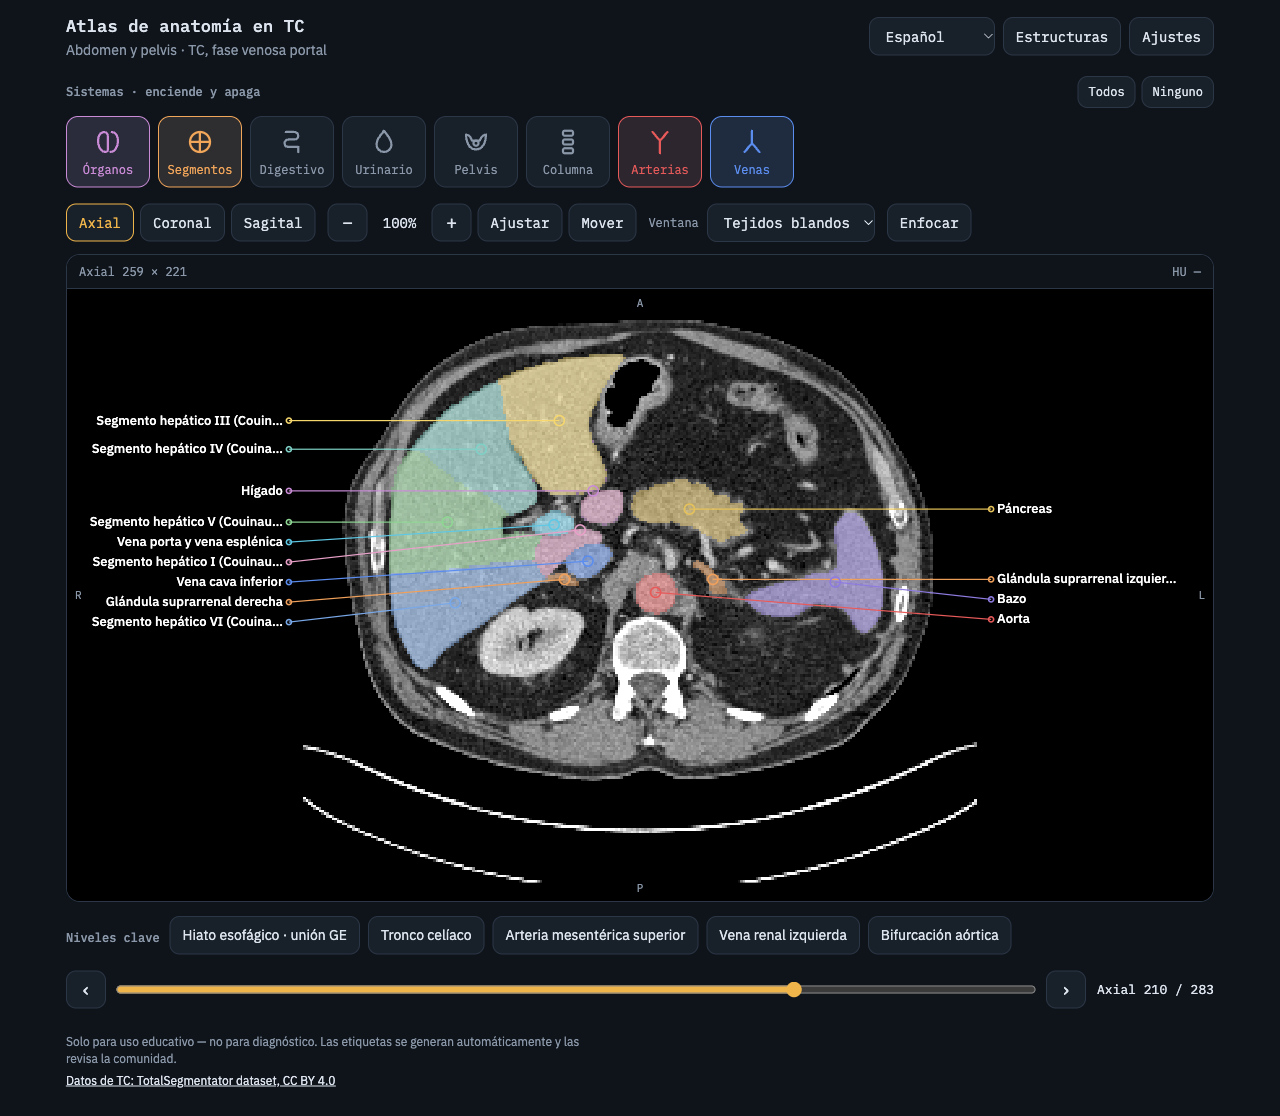 Atlas de anatomía en TC
Abdomen y pelvis · TC, fase venosa portal
Español
Estructuras
Ajustes
Sistemas · enciende y apaga
Todos
Ninguno
Órganos
Segmentos
Digestivo
Urinario
Pelvis
Columna
Arterias
Venas
Axial
Coronal
Sagital
−
100%
+
Ajustar
Mover
Ventana
Tejidos blandos
Enfocar
Axial 259 × 221
HU —
A
Segmento hepático III (Couin...
Segmento hepático IV (Couina...
Hígado
Segmento hepático V (Couinau...
Vena porta y vena esplénica
Segmento hepático I (Couinau...
Vena cava inferior
Glándula suprarrenal derecha
Segmento hepático VI (Couina...
Páncreas
Glándula suprarrenal izquier...
Bazo
Aorta
R
L
P
Niveles clave
Hiato esofágico · unión GE
Tronco celíaco
Arteria mesentérica superior
Vena renal izquierda
Bifurcación aórtica
‹
›
Axial 210 / 283
Solo para uso educativo — no para diagnóstico. Las etiquetas se generan automáticamente y las
revisa la comunidad.
Datos de TC: TotalSegmentator dataset, CC BY 4.0